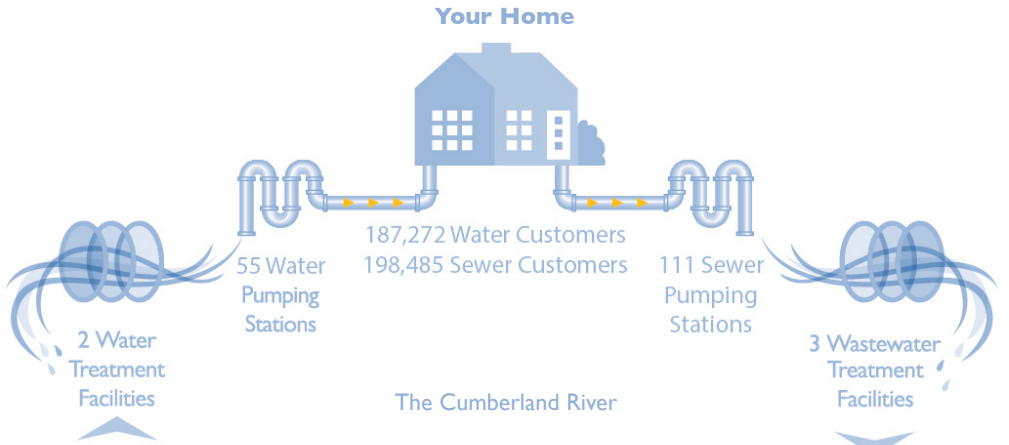 Your Home
187,272 Water Customers
198,485 Sewer Customers
55 Water
Pumping
Stations
111 Sewer
Pumping
Stations
2 Water
Treatment
Facilities
3 Wastewater
Treatment
Facilities
The Cumberland River